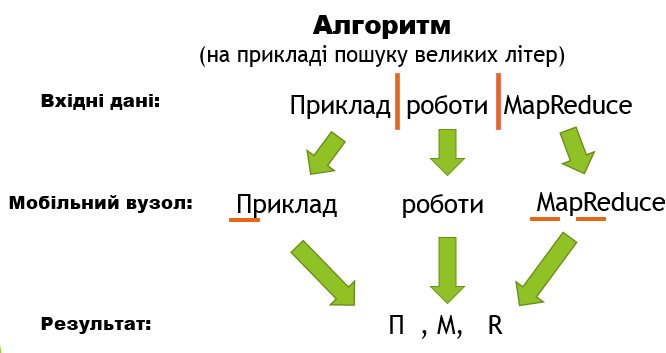 Алгоритм
(на прикладі пошуку великих літер)
Вхідні дані: Приклад роботи MapReduce
Мобільний вузол: Приклад роботи MapReduce
Результат: П , M, R